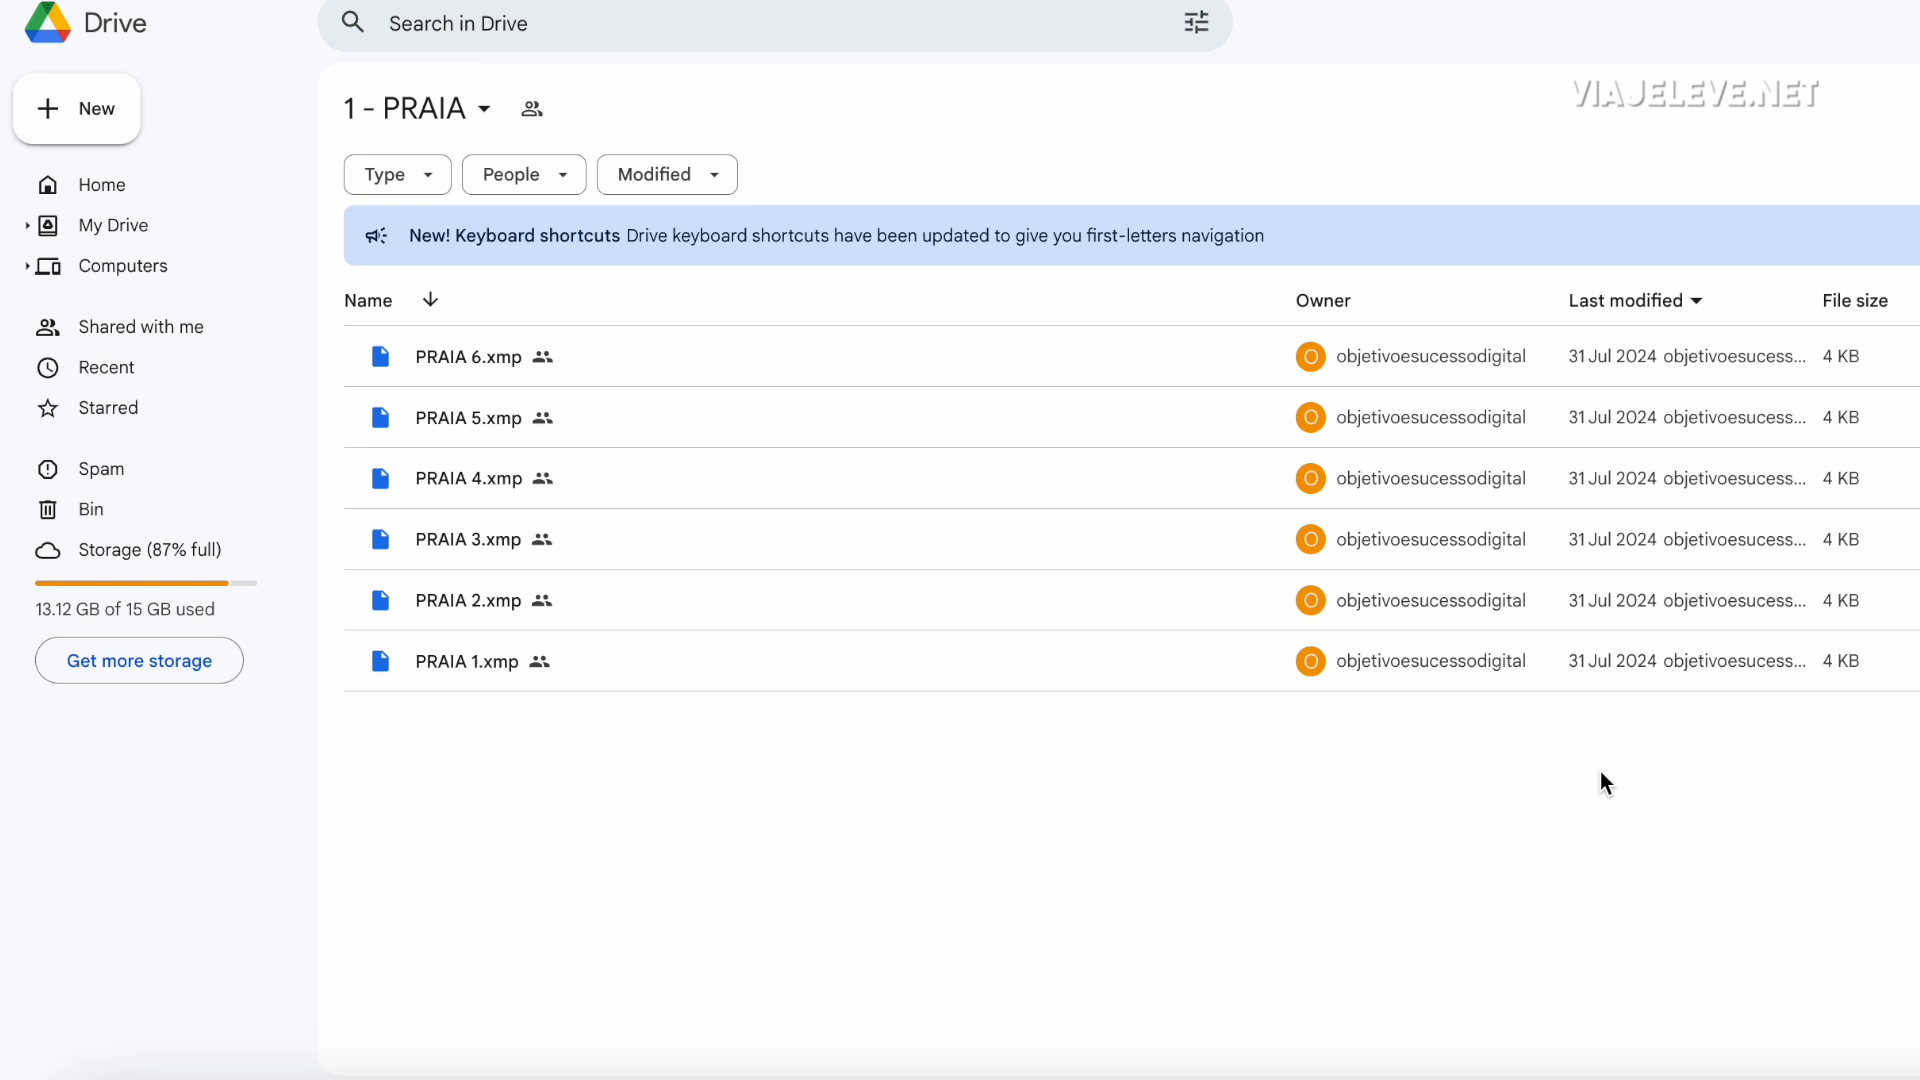 Drive
Search in Drive
VIAJELEVE.NET
New
1 - PRAIA
Type
People
Modified
Home
My Drive
Computers
New! Keyboard shortcuts Drive keyboard shortcuts have been updated to give you first-letters navigation
Name Owner Last modified File size
Shared with me
Recent
Starred
PRAIA 6.xmp O objetivoesucessodigital 31 Jul 2024 objetivoesucess... 4 KB
PRAIA 5.xmp O objetivoesucessodigital 31 Jul 2024 objetivoesucess... 4 KB
PRAIA 4.xmp O objetivoesucessodigital 31 Jul 2024 objetivoesucess... 4 KB
PRAIA 3.xmp O objetivoesucessodigital 31 Jul 2024 objetivoesucess... 4 KB
PRAIA 2.xmp O objetivoesucessodigital 31 Jul 2024 objetivoesucess... 4 KB
PRAIA 1.xmp O objetivoesucessodigital 31 Jul 2024 objetivoesucess... 4 KB
Spam
Bin
Storage (87% full)
13.12 GB of 15 GB used
Get more storage